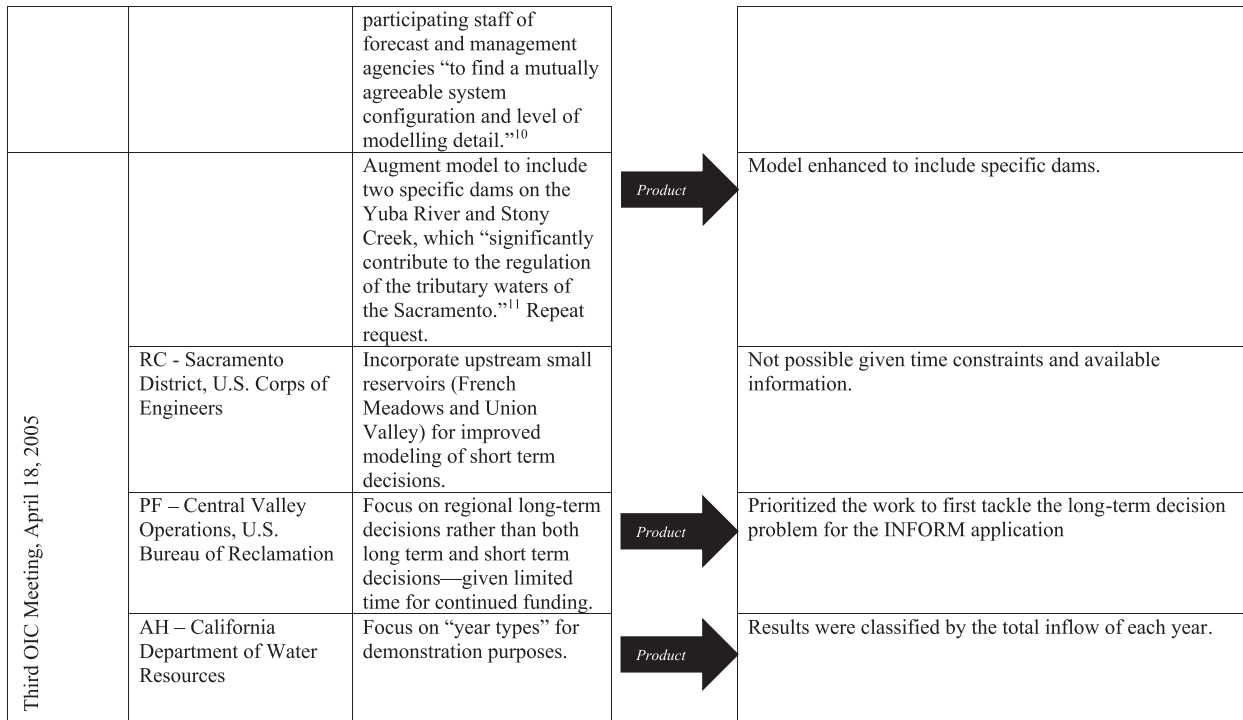 participating staff of
forecast and management
agencies “to find a mutually
agreeable system
configuration and level of
modelling detail.”10
Third OIC Meeting, April 18, 2005
Augment model to include
two specific dams on the
Yuba River and Stony
Creek, which “significantly
contribute to the regulation
of the tributary waters of
the Sacramento.”11 Repeat
request.
Product
Model enhanced to include specific dams.
RC - Sacramento
District, U.S. Corps of
Engineers
Incorporate upstream small
reservoirs (French
Meadows and Union
Valley) for improved
modeling of short term
decisions.
Not possible given time constraints and available
information.
PF – Central Valley
Operations, U.S.
Bureau of Reclamation
Focus on regional long-term
decisions rather than both
long term and short term
decisions—given limited
time for continued funding.
Product
Prioritized the work to first tackle the long-term decision
problem for the INFORM application
AH – California
Department of Water
Resources
Focus on “year types” for
demonstration purposes.
Product
Results were classified by the total inflow of each year.